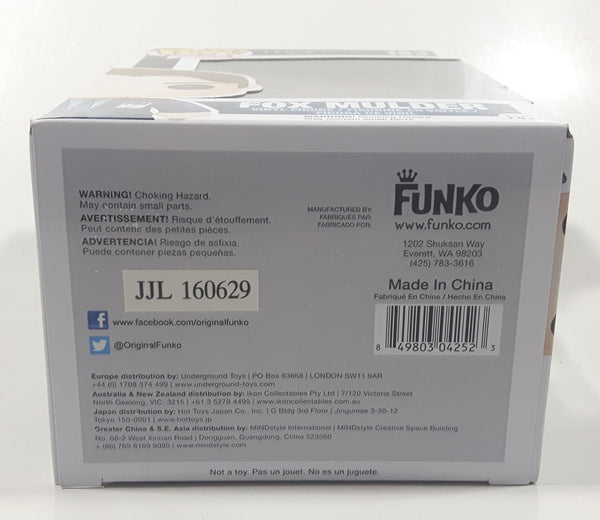 FOX MULDER
WARNING! Choking Hazard.
May contain small parts.
AVERTISSEMENT! Risque d'étouffement.
Peut contenir des petites pièces.
ADVERTENCIA! Riesgo de asfixia.
Puede contener piezas pequeñas.
MANUFACTURED BY:
FABRIQUÉS PAR:
FABRICADO POR:
FUNKO
www.funko.com
1202 Shuksan Way
Everett, WA 98203
(425) 783-3616
JJL 160629
Made In China
Fabriqué En Chine / Hecho En China
8 49803 04252 3
www.facebook.com/originalfunko
@OriginalFunko
Europe distribution by: Underground Toys | PO Box 63668 | LONDON SW11 9AR
+44 (0) 1708 374 499 | www.underground-toys.com
Australia & New Zealand distribution by: Ikon Collectables Pty Ltd | 7/120 Victoria Street
North Geelong, VIC, 3215 | +61 3 5278 4499 | www.ikoncollectables.com.au
Japan distribution by: Hot Toys Japan Co., Inc. | G Bldg 3rd Floor | Jingumae 3-30-12
Tokyo 150-0001 | www.hottoys.jp
Greater China & S.E. Asia distribution by: MINDstyle International | MINDstyle Creative Space Building
No. 68-2 West Xinnan Road | Dongguan, Guangdong, China 523560
+ (86) 769 8109 9090 | www.mindstyle.com
Not a toy. Pas un jouet. No es un juguete.